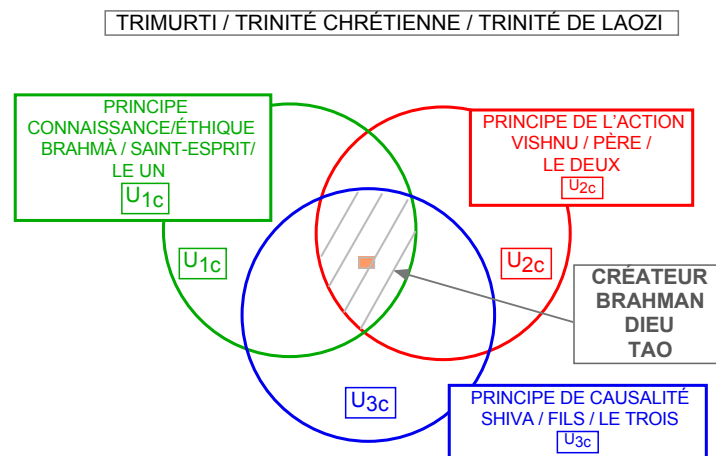 TRIMURTI / TRINITÉ CHRÉTIENNE / TRINITÉ DE LAOZI
PRINCIPE
CONNAISSANCE/ÉTHIQUE
BRAHMÀ / SAINT-ESPRIT/
LE UN
U1c
PRINCIPE DE L'ACTION
VISHNU / PÈRE /
LE DEUX
U2c
U1c
U2c
CRÉATEUR
BRAHMAN
DIEU
TAO
U3c
PRINCIPE DE CAUSALITÉ
SHIVA / FILS / LE TROIS
U3c